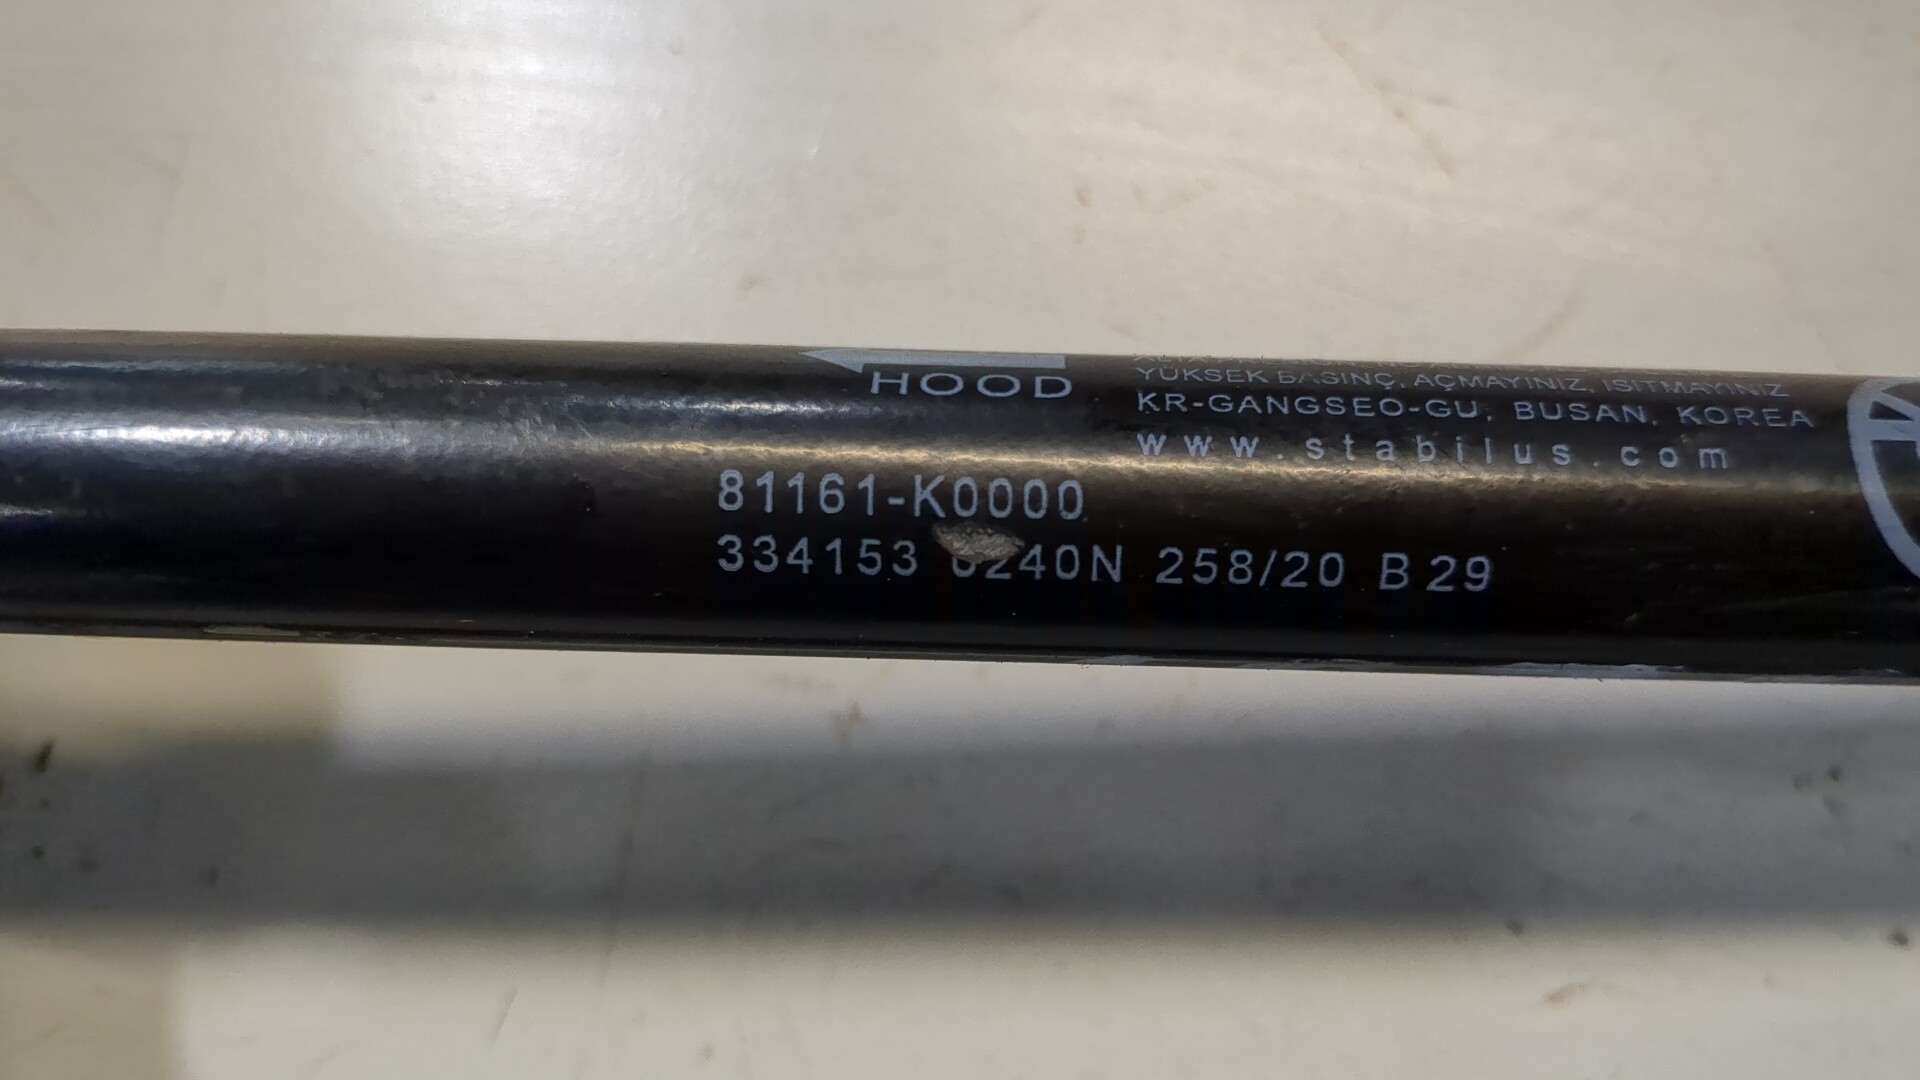 HOOD
YÜKSEK BASINÇ, AÇMAYINIZ, ISITMAYINIZ
KR-GANGSEO-GU, BUSAN, KOREA
www.stabilus.com
81161-K0000
334153 0240N 258/20 B 29